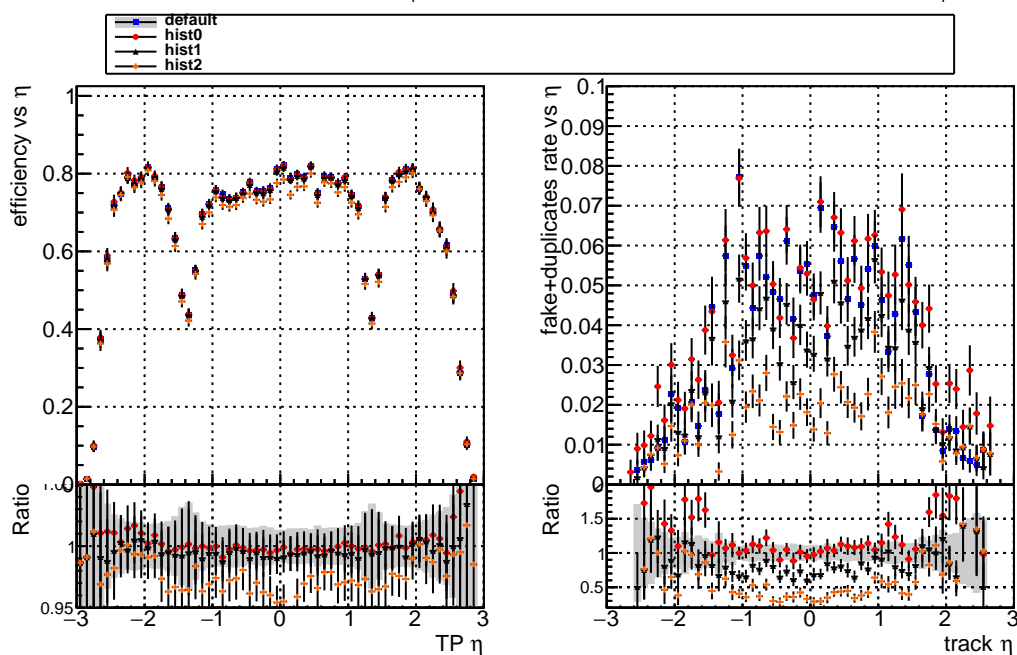 default
hist0
hist1
hist2
efficiency vs η
1
0.8
0.6
0.4
0.2
0
Ratio
1
0.95
−3 −2 −1 0 1 2 3
TP η
fake+duplicates rate vs η
0.1
0.09
0.08
0.07
0.06
0.05
0.04
0.03
0.02
0.01
0
Ratio
2
1.5
1
0.5
−3 −2 −1 0 1 2 3
track η